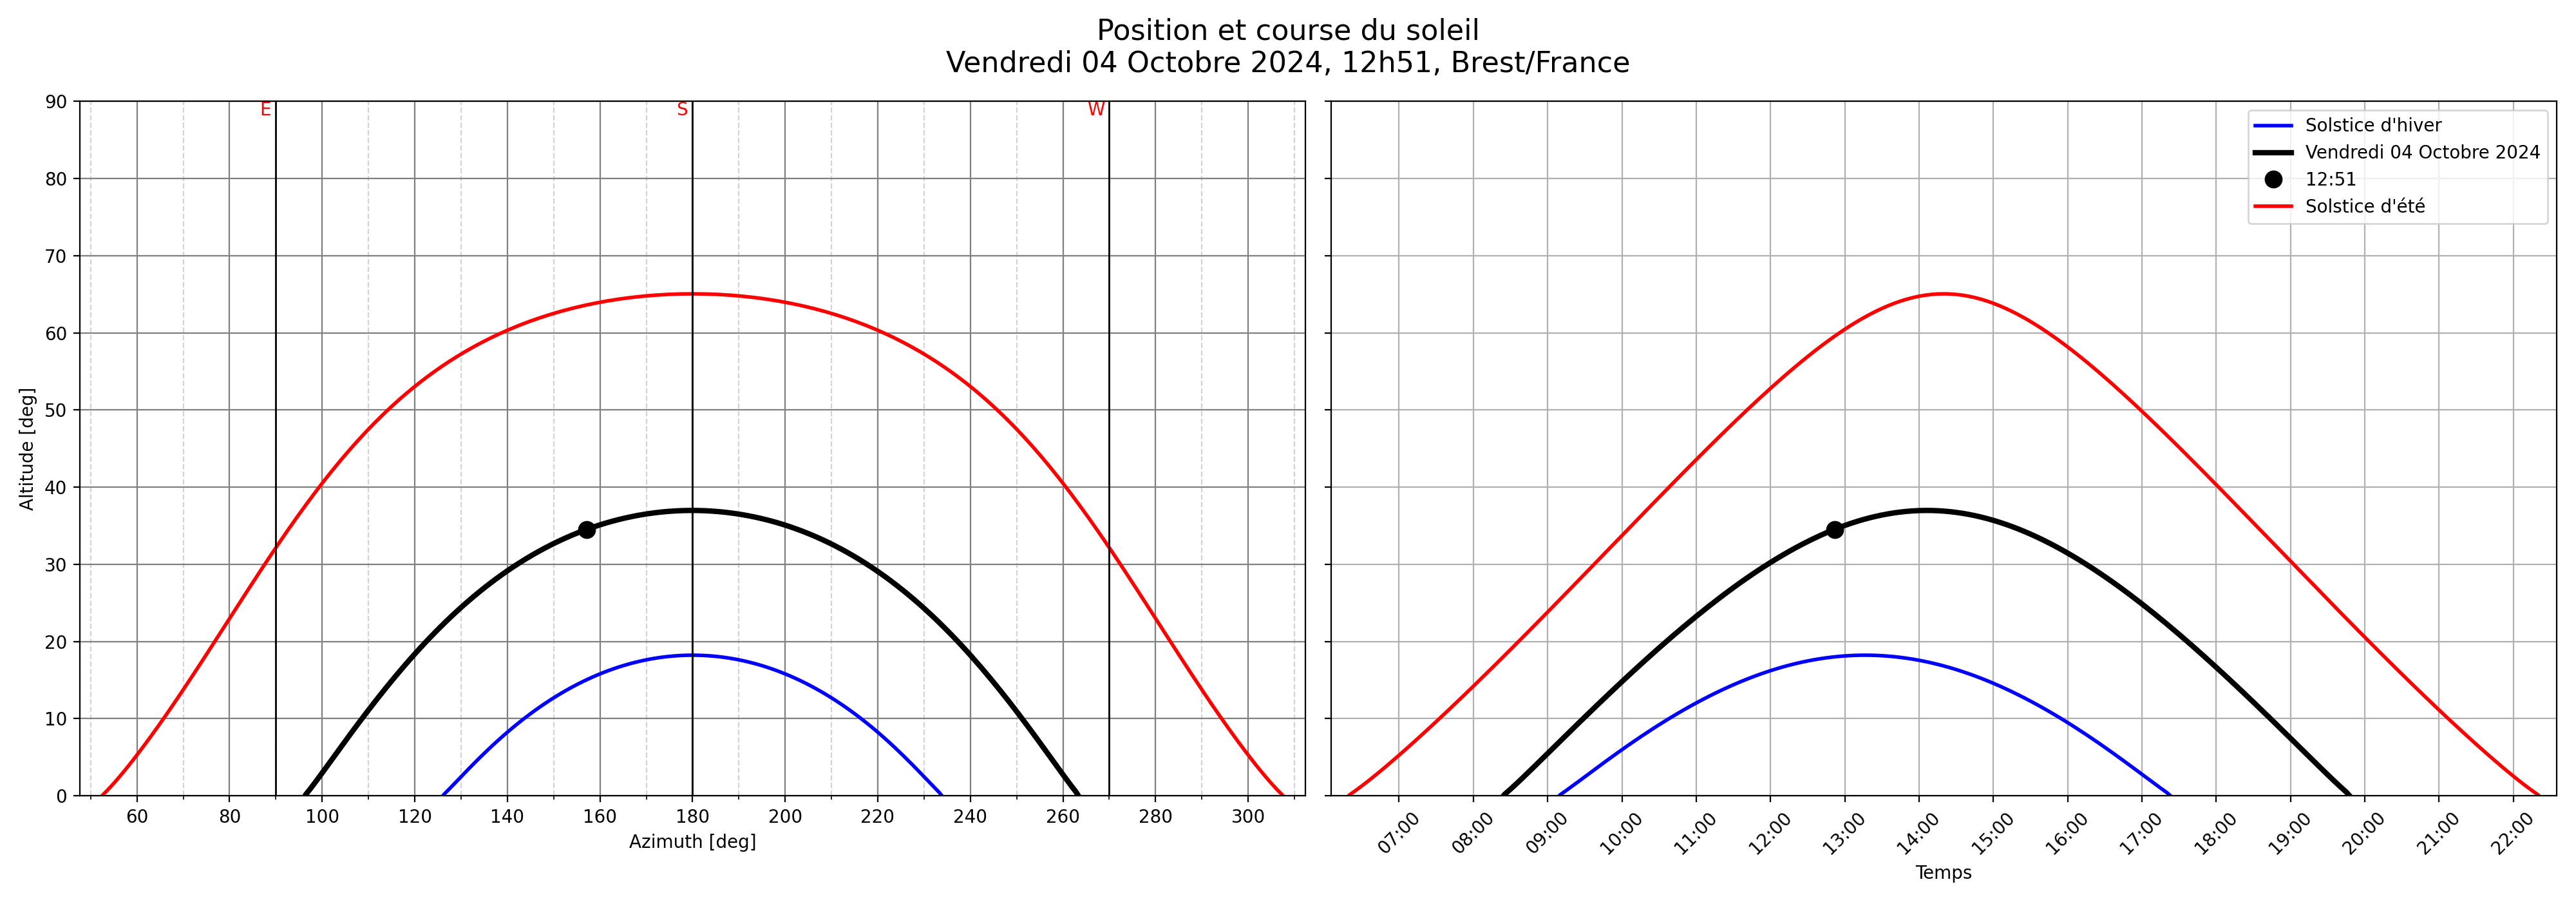 Position et course du soleil
Vendredi 04 Octobre 2024, 12h51, Brest/France
E
S
W
90
80
70
60
50
40
30
20
10
0
Altitude [deg]
60 80 100 120 140 160 180 200 220 240 260 280 300
Azimuth [deg]
Solstice d'hiver
Vendredi 04 Octobre 2024
12:51
Solstice d'été
07:00 08:00 09:00 10:00 11:00 12:00 13:00 14:00 15:00 16:00 17:00 18:00 19:00 20:00 21:00 22:00
Temps